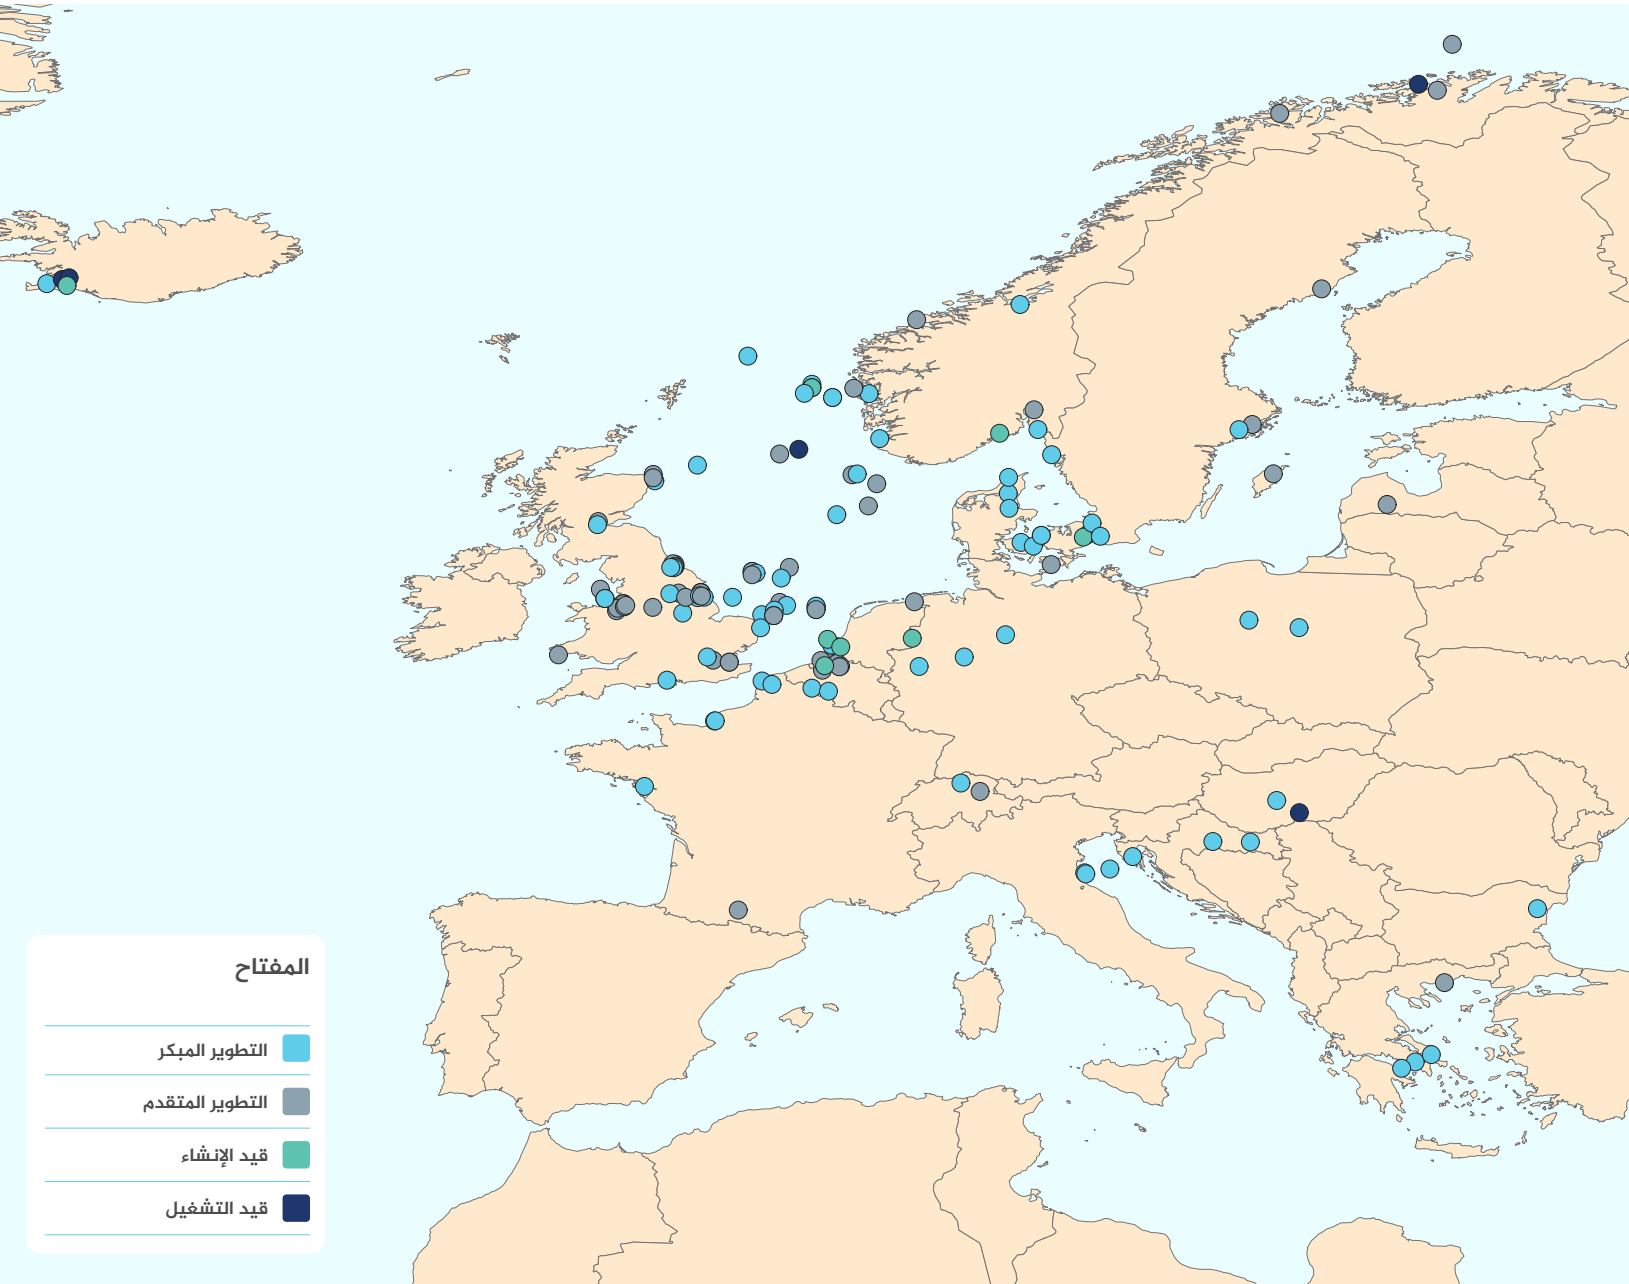 المفتاح
التطوير المبكر
التطوير المتقدم
قيد الإنشاء
قيد التشغيل